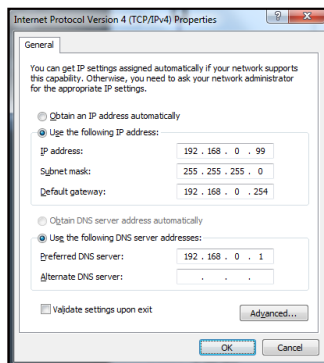 Internet Protocol Version 4 (TCP/IPv4) Properties
General
You can get IP settings assigned automatically if your network supports
this capability. Otherwise, you need to ask your network administrator
for the appropriate IP settings.
Obtain an IP address automatically
Use the following IP address:
IP address: 192 . 168 . 0 . 99
Subnet mask: 255 . 255 . 255 . 0
Default gateway: 192 . 168 . 0 . 254
Obtain DNS server address automatically
Use the following DNS server addresses:
Preferred DNS server: 192 . 168 . 0 . 1
Alternate DNS server: . . .
Validate settings upon exit
Advanced...
OK Cancel